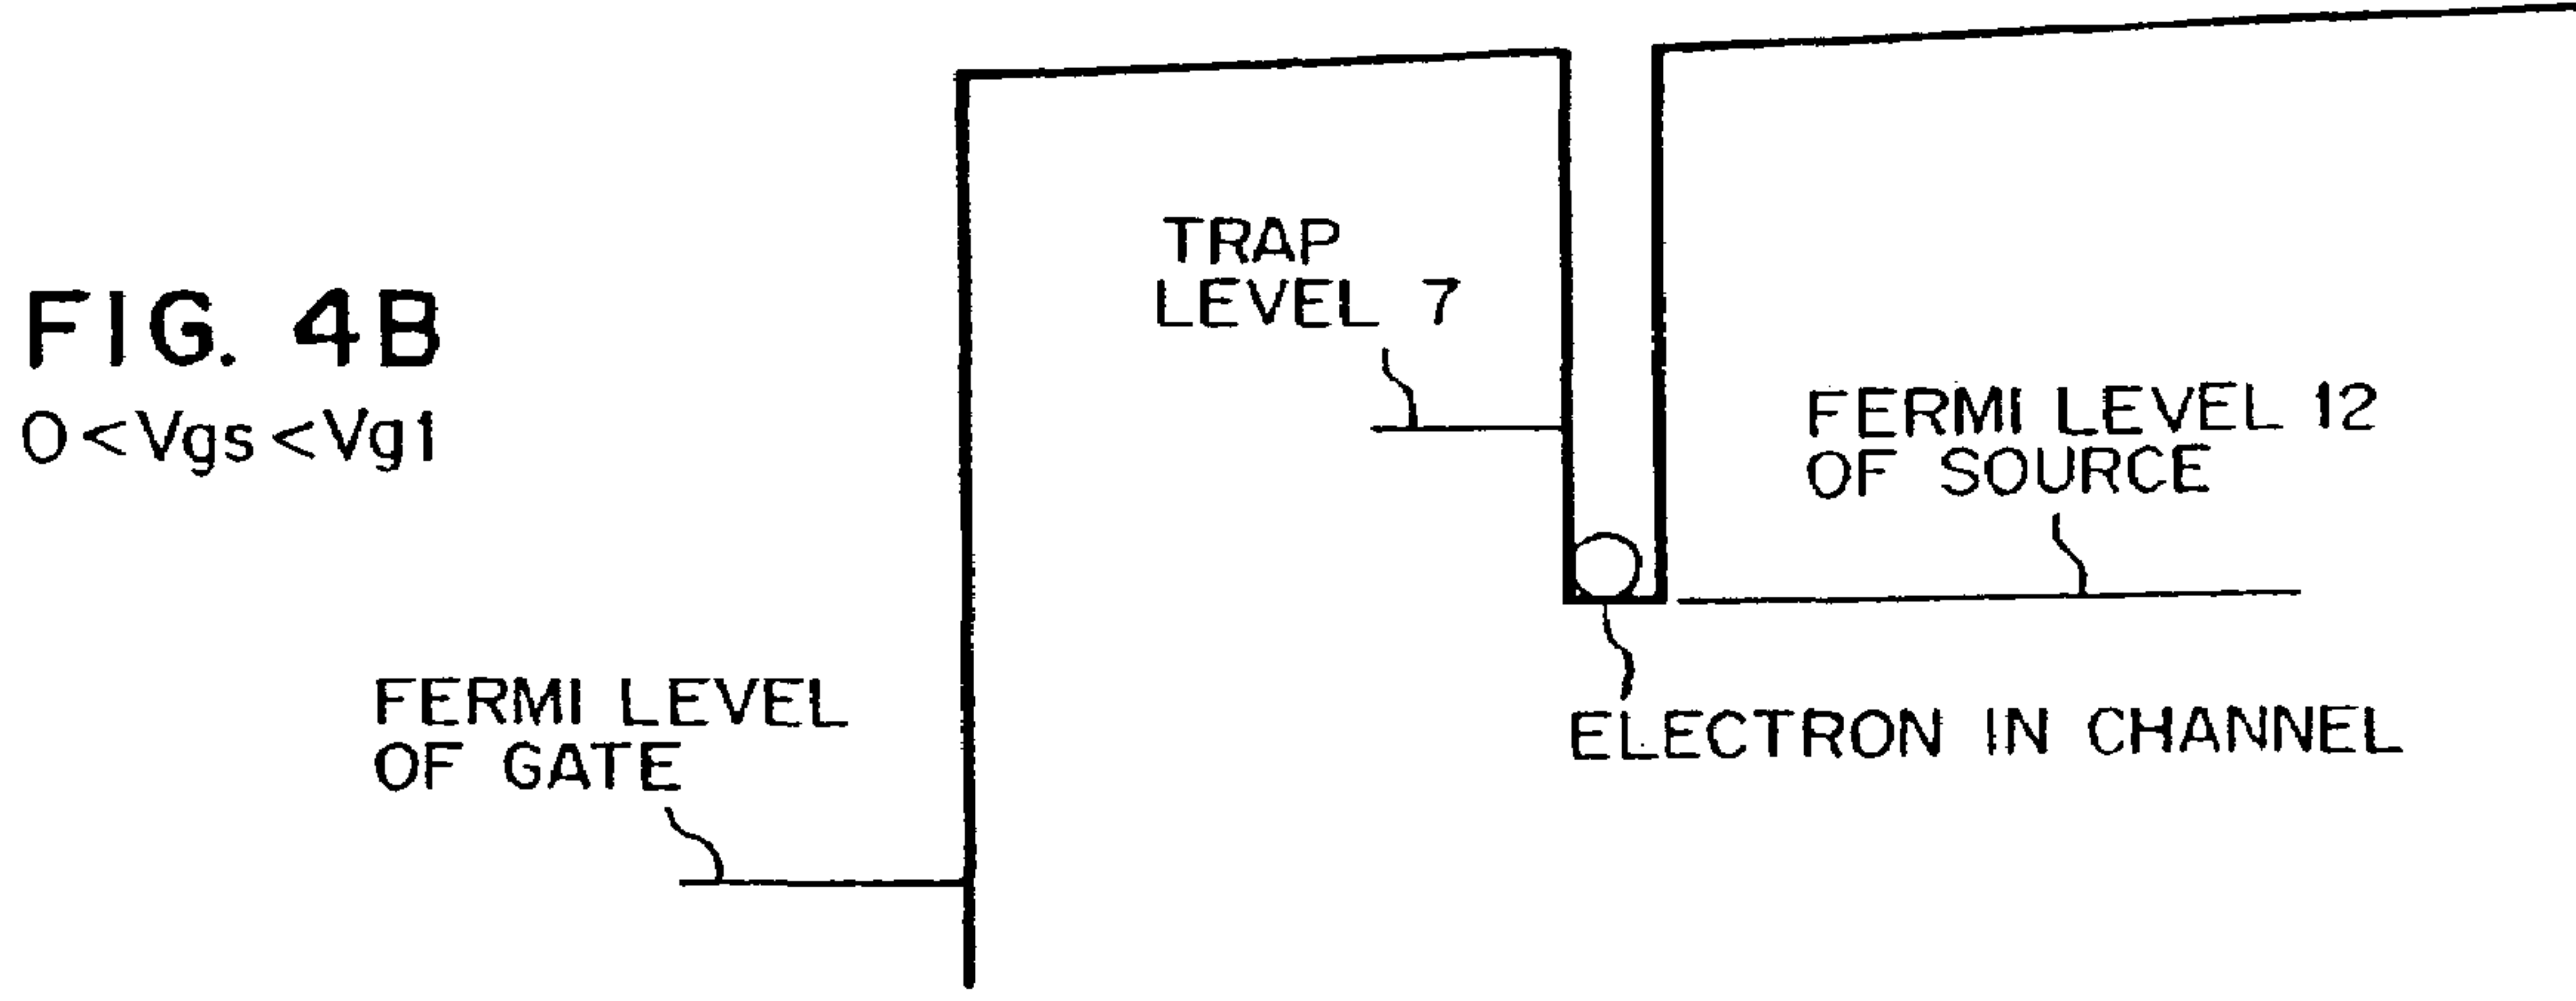 FIG. 4B
0<Vgs<Vg1
TRAP
LEVEL 7
FERMI LEVEL 12
OF SOURCE
FERMI LEVEL
OF GATE
ELECTRON IN CHANNEL